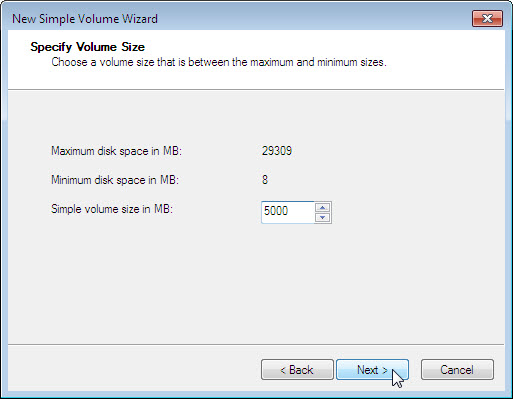 New Simple Volume Wizard
Specify Volume Size
Choose a volume size that is between the maximum and minimum sizes.
Maximum disk space in MB: 29309
Minimum disk space in MB: 8
Simple volume size in MB: 5000
< Back Next > Cancel